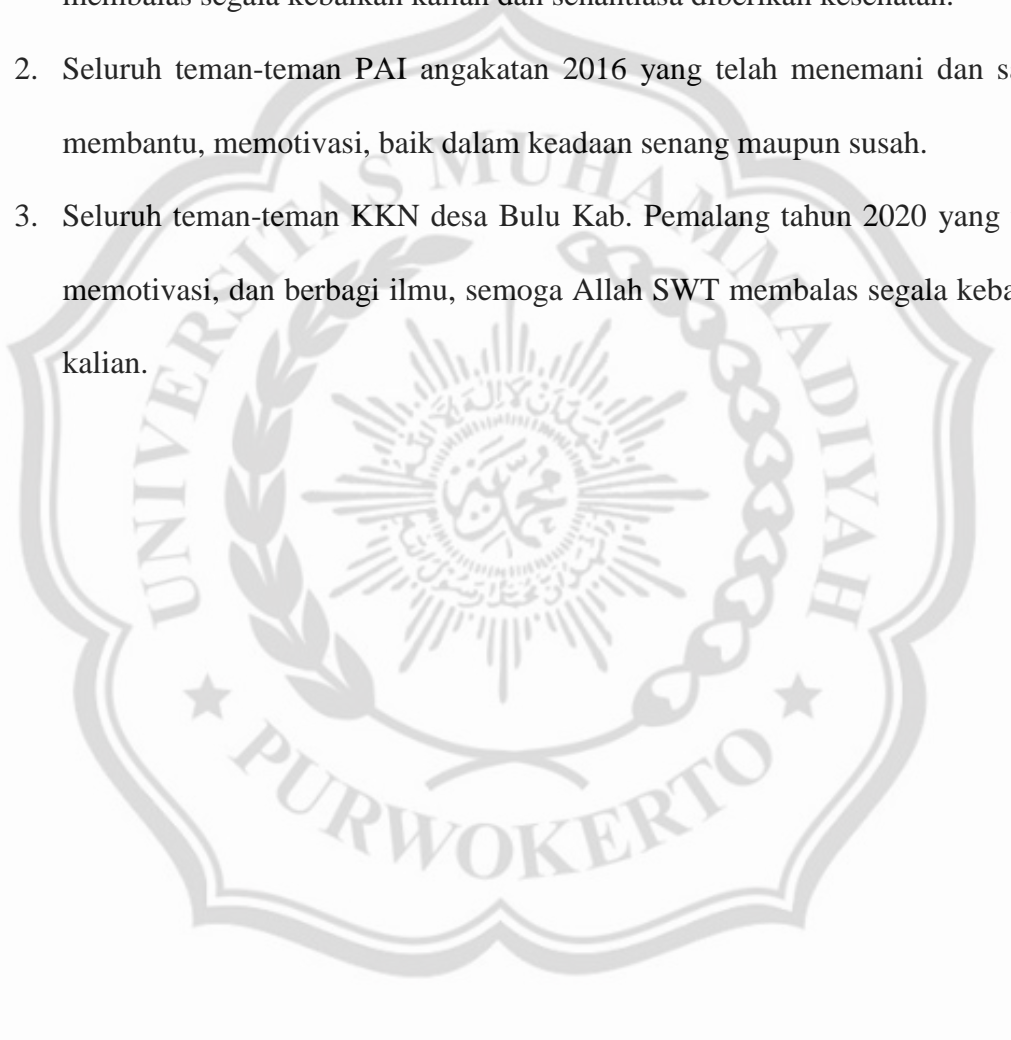 membalas segala kebaikan kalian dan senantiasa diberikan kesehatan.
2. Seluruh teman-teman PAI angakatan 2016 yang telah menemani dan
membantu, memotivasi, baik dalam keadaan senang maupun susah.
3. Seluruh teman-teman KKN desa Bulu Kab. Pemalang tahun 2020 yang
memotivasi, dan berbagi ilmu, semoga Allah SWT membalas segala
kalian.
UNIVERSITAS MUHAMMADIYAH
PURWOKERTO